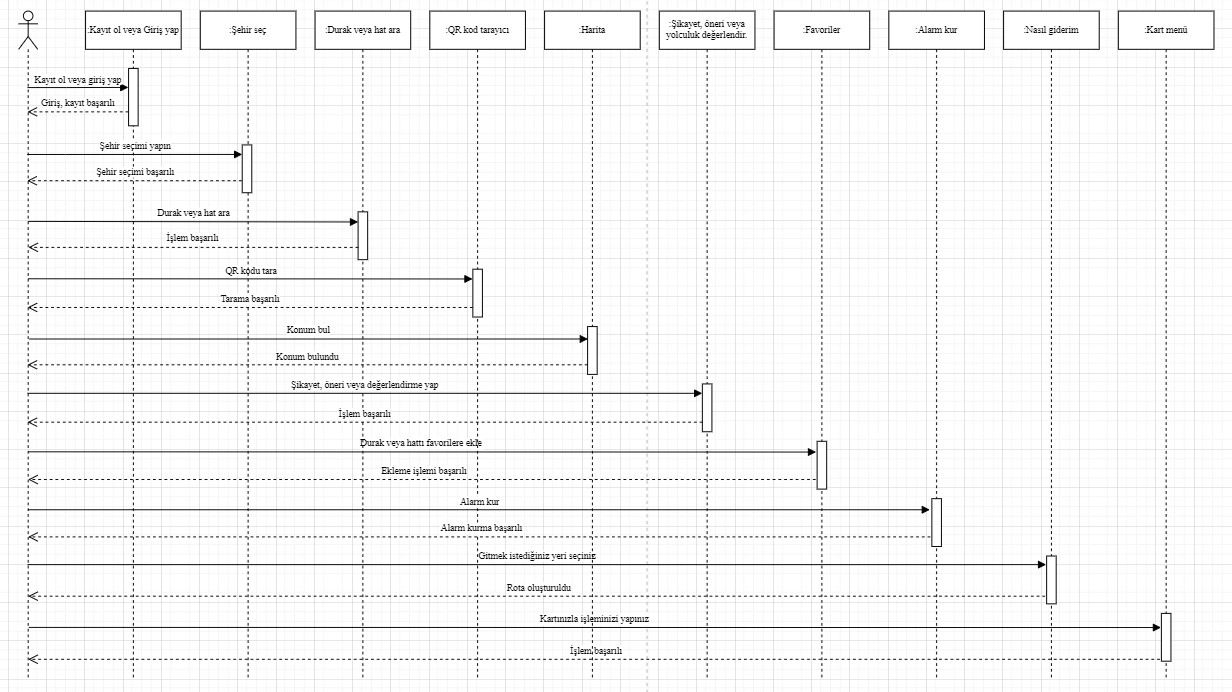 :Kayıt ol veya Giriş yap
:Şehir seç
:Durak veya hat ara
:QR kod tarayıcı
:Harita
:Şikayet, öneri veya
yolculuk değerlendir.
:Favoriler
:Alarm kur
:Nasıl giderim
:Kart menü
Kayıt ol veya giriş yap
Giriş, kayıt başarılı
Şehir seçimi yapın
Şehir seçimi başarılı
Durak veya hat ara
İşlem başarılı
QR kodu tara
Tarama başarılı
Konum bul
Konum bulundu
Şikayet, öneri veya değerlendirme yap
İşlem başarılı
Durak veya hattı favorilere ekle
Ekleme işlemi başarılı
Alarm kur
Alarm kurma başarılı
Gitmek istediğiniz yeri seçiniz
Rota oluşturuldu
Kartınızla işleminizi yapınız
İşlem başarılı